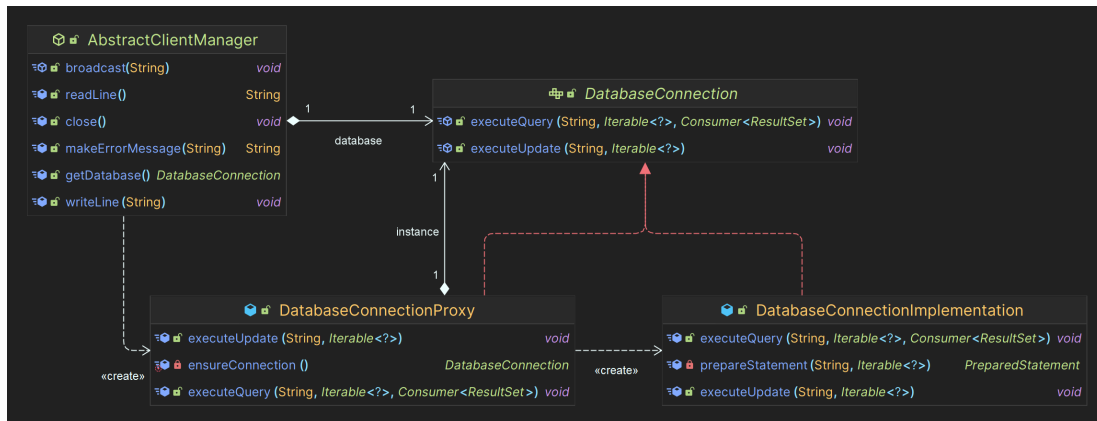 AbstractClientManager
broadcast(String) void
readLine() String
close() void
makeErrorMessage(String) String
getDatabase() DatabaseConnection
writeLine(String) void
1 1
database
DatabaseConnection
executeQuery(String, Iterable<?>, Consumer<ResultSet>) void
executeUpdate(String, Iterable<?>) void
1
instance
1
«create»
DatabaseConnectionProxy
executeUpdate(String, Iterable<?>) void
ensureConnection() DatabaseConnection
executeQuery(String, Iterable<?>, Consumer<ResultSet>) void
«create»
DatabaseConnectionImplementation
executeQuery(String, Iterable<?>, Consumer<ResultSet>) void
prepareStatement(String, Iterable<?>) PreparedStatement
executeUpdate(String, Iterable<?>) void